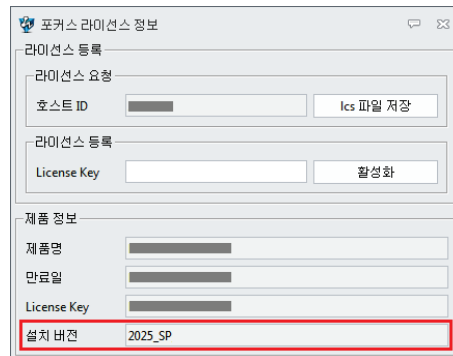 포커스 라이선스 정보
라이선스 등록
라이선스 요청
호스트 ID
lcs 파일 저장
라이선스 등록
License Key
활성화
제품 정보
제품명
만료일
License Key
설치 버전 2025_SP